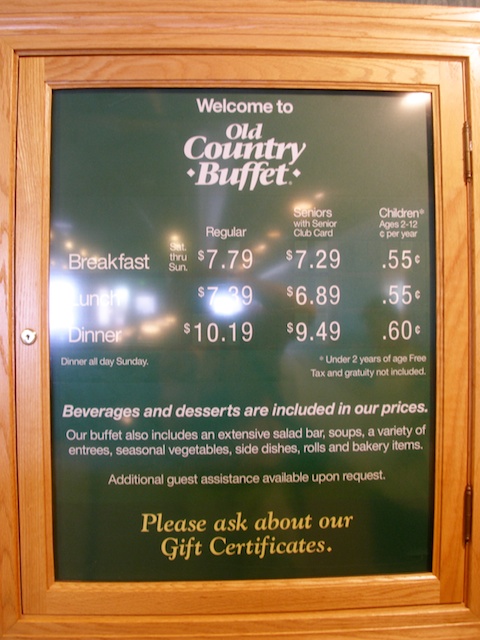 Welcome to
Old
Country
Buffet®
Regular
Seniors
with Senior
Club Card
Children*
Ages 2-12
¢ per year
Breakfast Sat. thru Sun. $7.79 $7.29 .55¢
Lunch $7.39 $6.89 .55¢
Dinner $10.19 $9.49 .60¢
Dinner all day Sunday.
* Under 2 years of age Free
Tax and gratuity not included.
Beverages and desserts are included in our prices.
Our buffet also includes an extensive salad bar, soups, a variety of
entrees, seasonal vegetables, side dishes, rolls and bakery items.
Additional guest assistance available upon request.
Please ask about our
Gift Certificates.